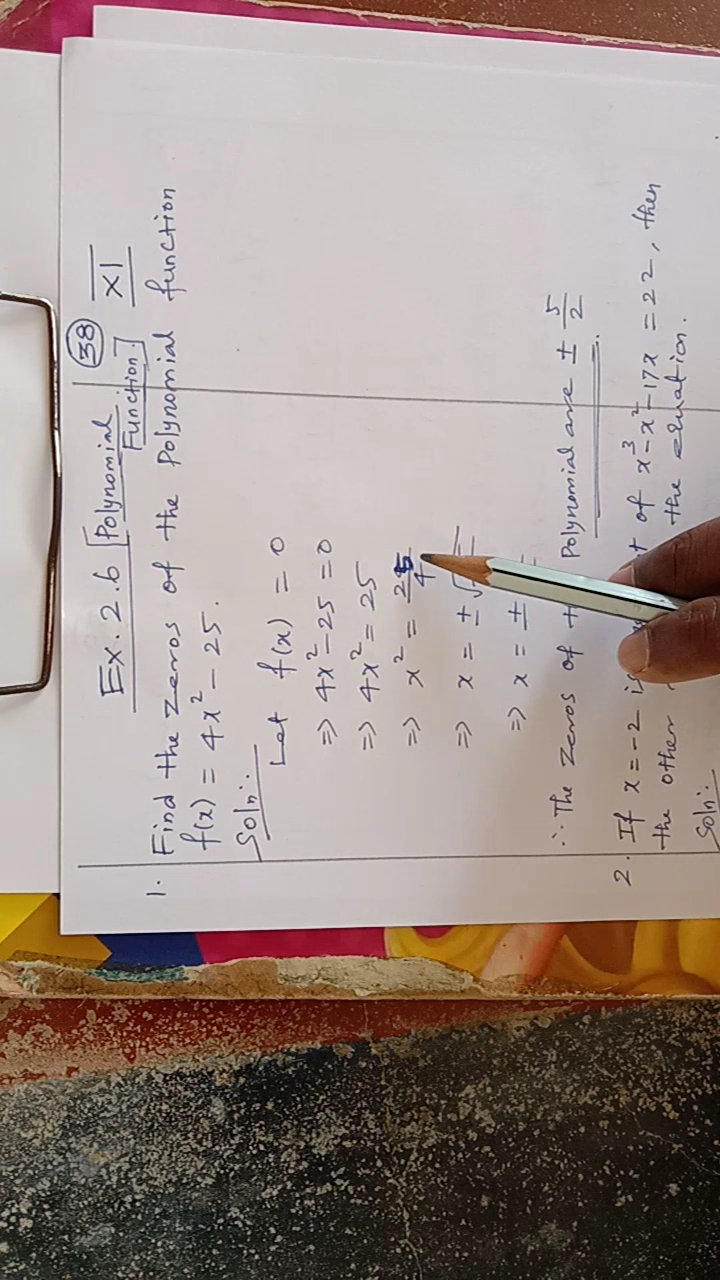 Ex. 2.6 [Polynomial Function.] (38) XI
1. Find the zeros of the Polynomial function
f(x) = 4x² - 25.
Soln:
Let f(x) = 0
⇒ 4x² - 25 = 0
⇒ 4x² = 25
⇒ x² = 25/4
⇒ x = ±√
⇒ x = ±
∴ The zeros of Polynomial are ± 5/2
2. If x = -2 is of x³ - x² - 17x = 22, then
the other the equation.
Soln: